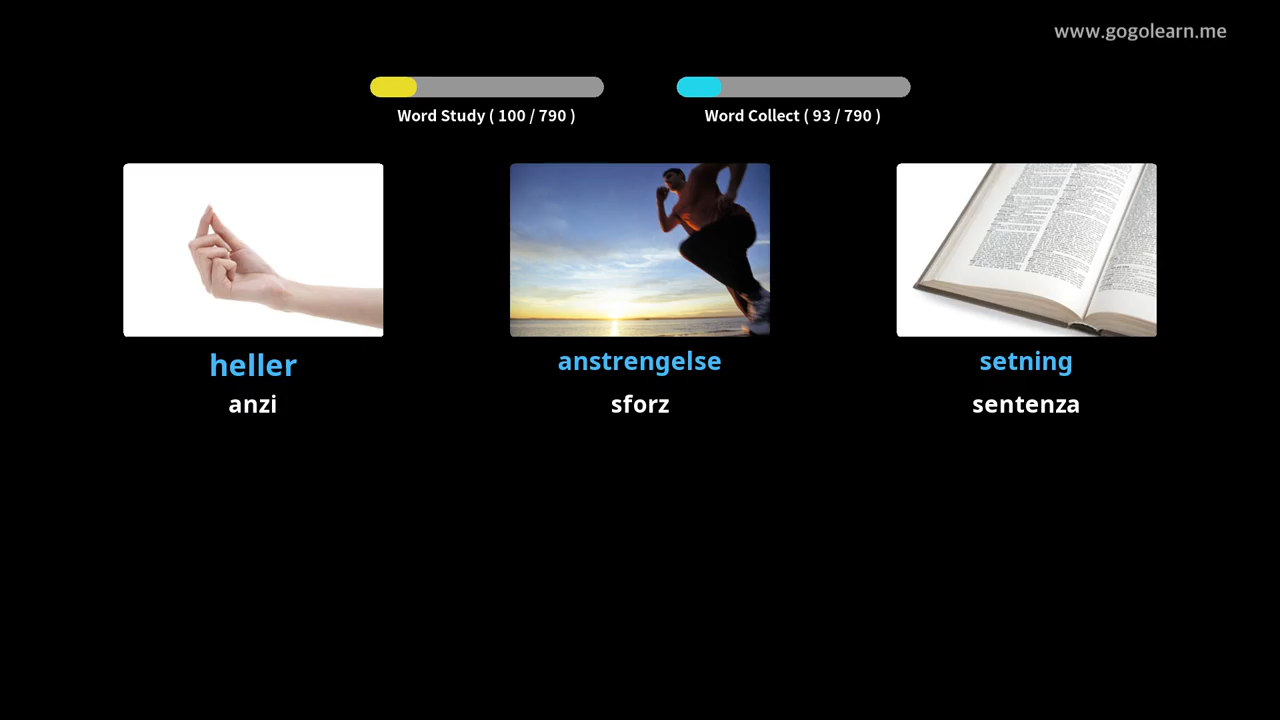 www.gogolearn.me
Word Study ( 100 / 790 )
Word Collect ( 93 / 790 )
heller
anstrengelse
setning
anzi
sforz
sentenza